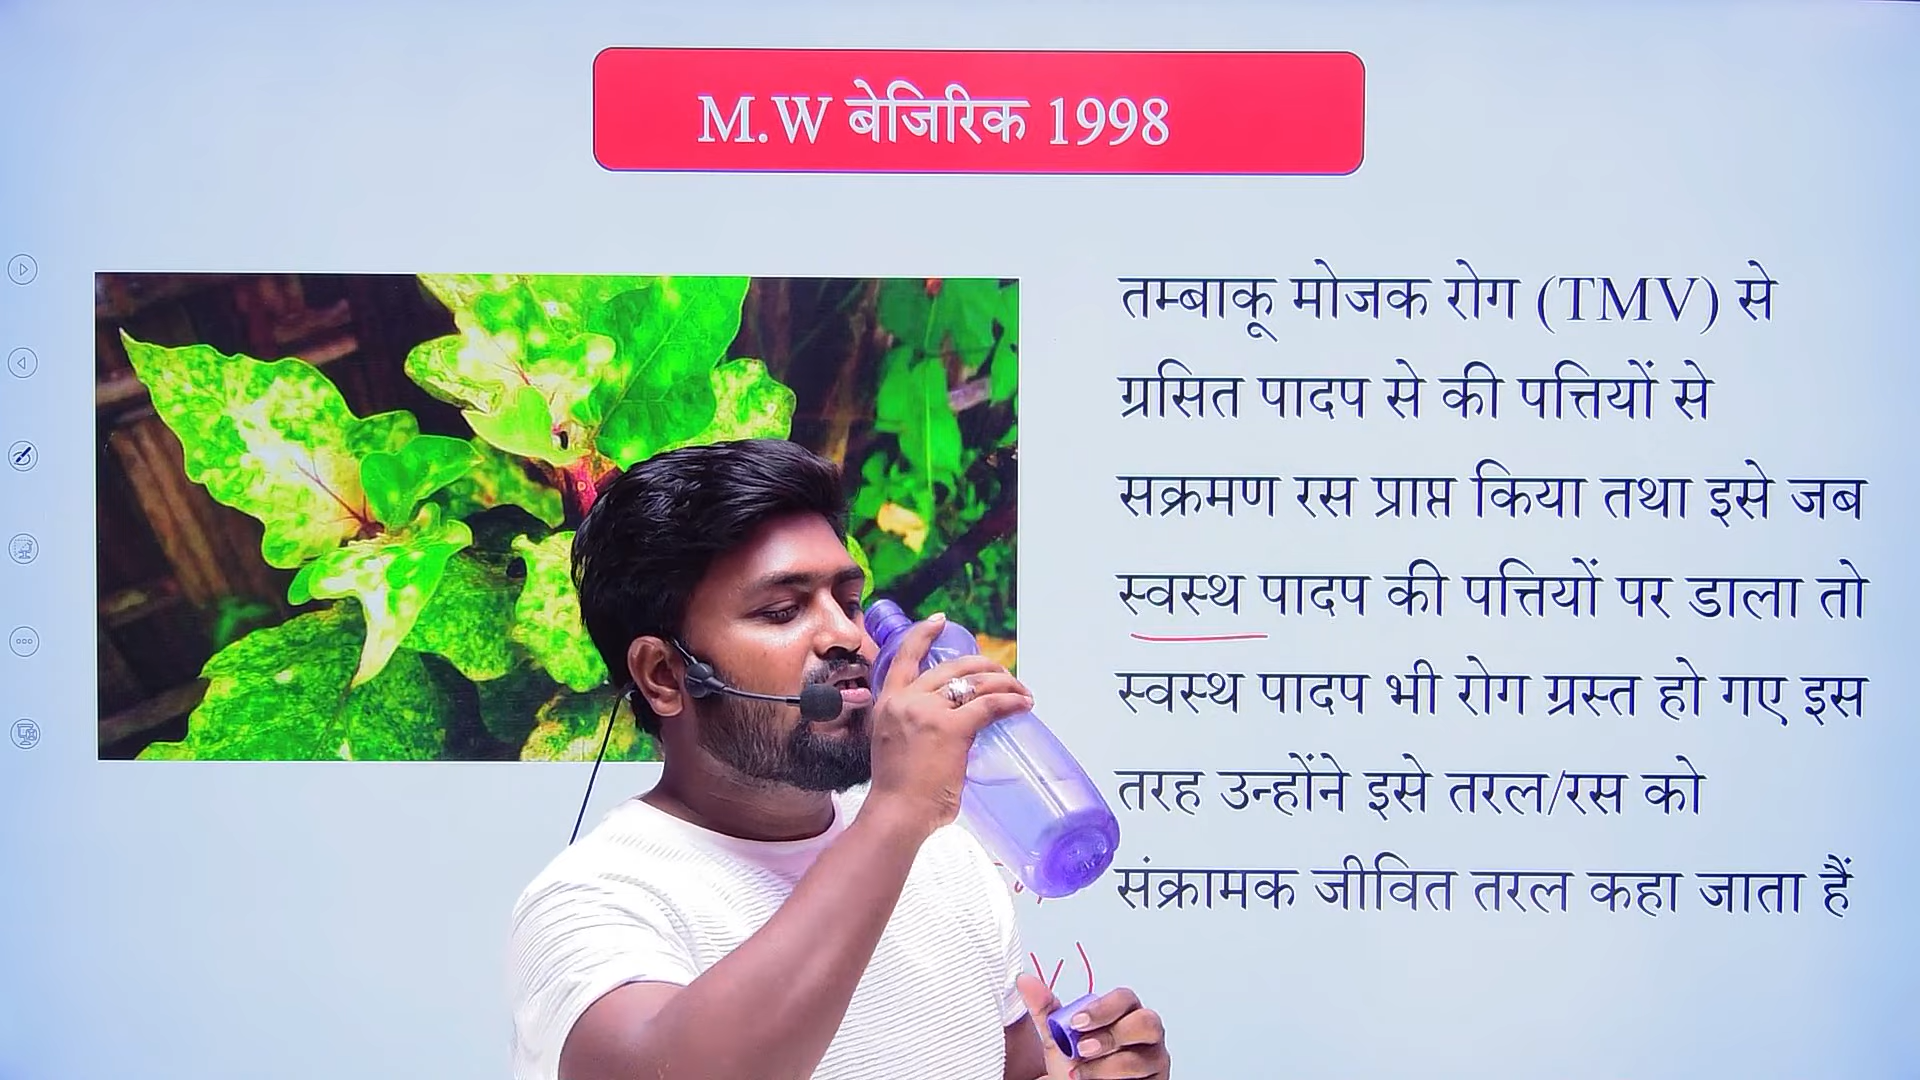 M.W बेजिरिक 1998
तम्बाकू मोजक रोग (TMV) से
ग्रसित पादप से की पत्तियों से
सक्रमण रस प्राप्त किया तथा इसे जब
स्वस्थ पादप की पत्तियों पर डाला तो
स्वस्थ पादप भी रोग ग्रस्त हो गए इस
तरह उन्होंने इसे तरल/रस को
संक्रामक जीवित तरल कहा जाता हैं